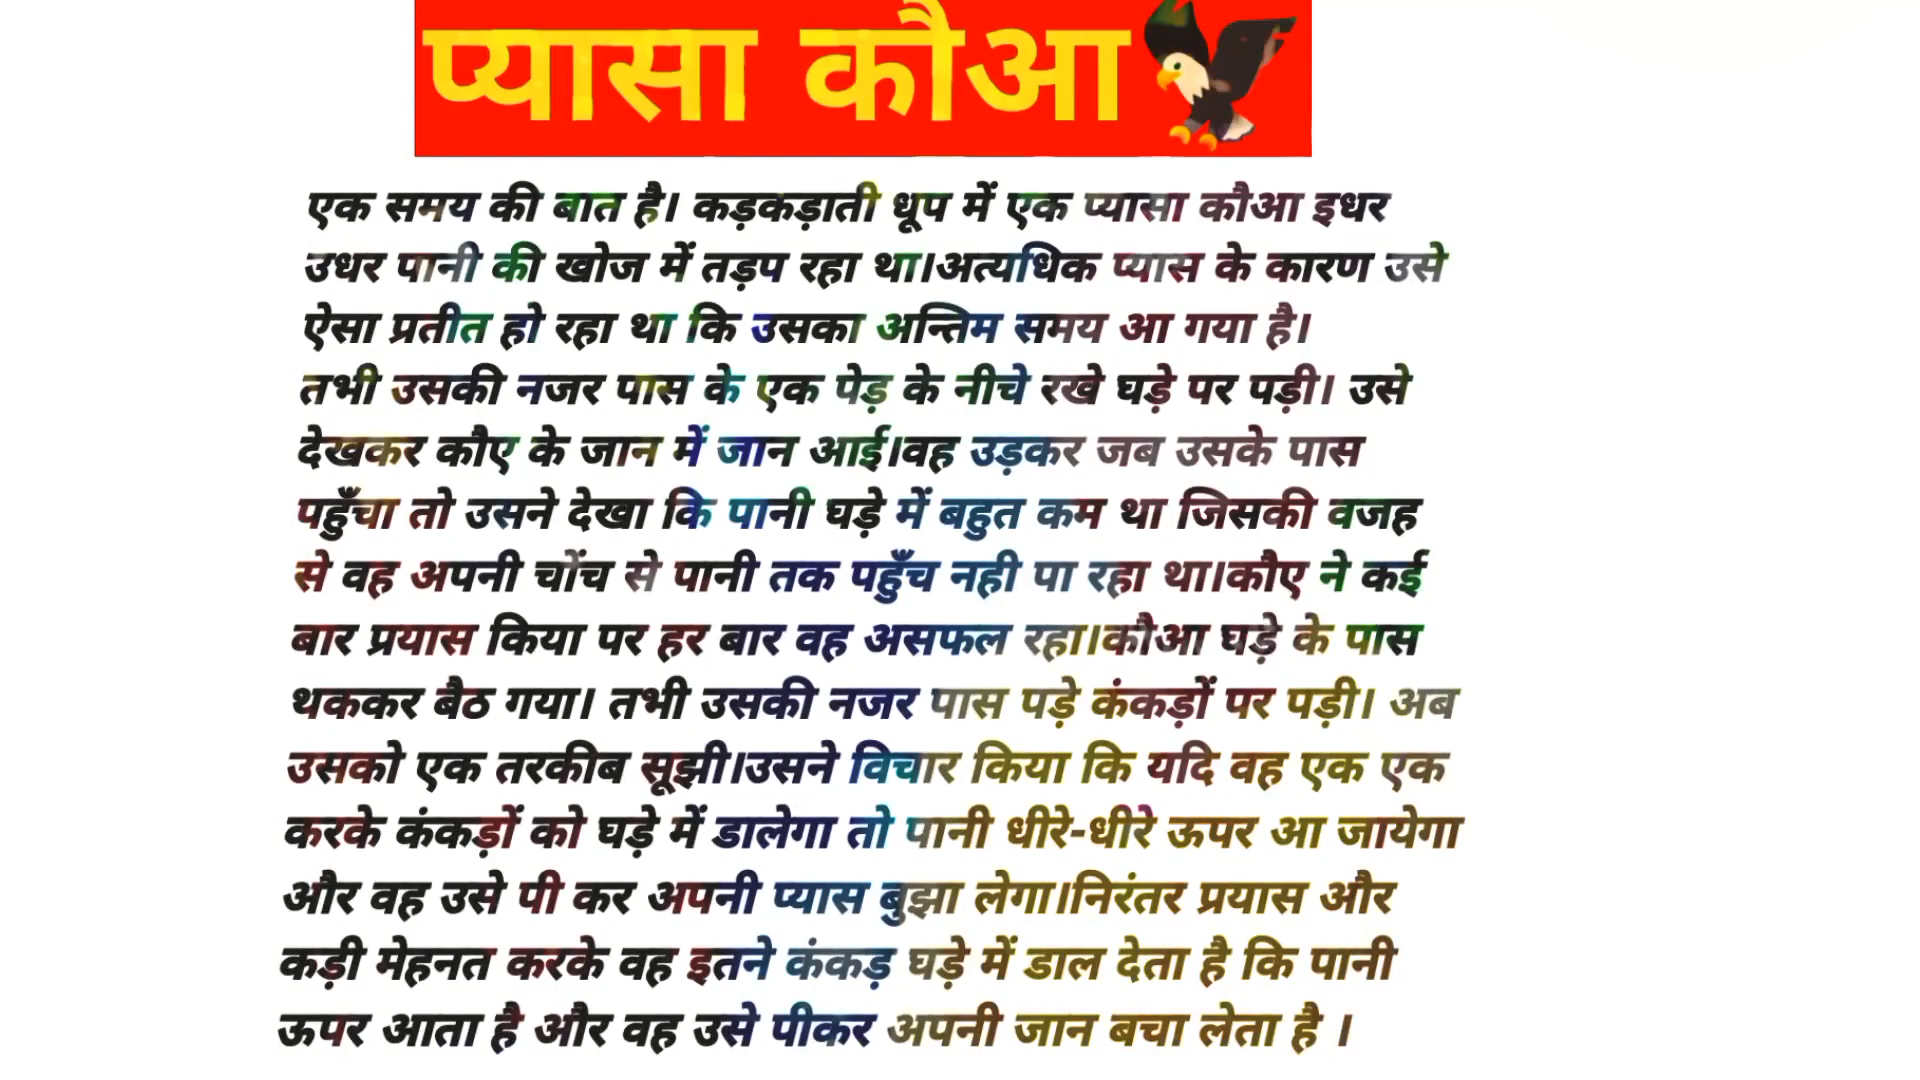 प्यासा कौआ
एक समय की बात है। कड़कड़ाती धूप में एक प्यासा कौआ इधर
उधर पानी की खोज में तड़प रहा था।अत्यधिक प्यास के कारण उसे
ऐसा प्रतीत हो रहा था कि उसका अन्तिम समय आ गया है।
तभी उसकी नजर पास के एक पेड़ के नीचे रखे घड़े पर पड़ी। उसे
देखकर कौए के जान में जान आई।वह उड़कर जब उसके पास
पहुँचा तो उसने देखा कि पानी घड़े में बहुत कम था जिसकी वजह
से वह अपनी चोंच से पानी तक पहुँच नही पा रहा था।कौए ने कई
बार प्रयास किया पर हर बार वह असफल रहा।कौआ घड़े के पास
थककर बैठ गया। तभी उसकी नजर पास पड़े कंकड़ों पर पड़ी। अब
उसको एक तरकीब सूझी।उसने विचार किया कि यदि वह एक एक
करके कंकड़ों को घड़े में डालेगा तो पानी धीरे-धीरे ऊपर आ जायेगा
और वह उसे पी कर अपनी प्यास बुझा लेगा।निरंतर प्रयास और
कड़ी मेहनत करके वह इतने कंकड़ घड़े में डाल देता है कि पानी
ऊपर आता है और वह उसे पीकर अपनी जान बचा लेता है ।